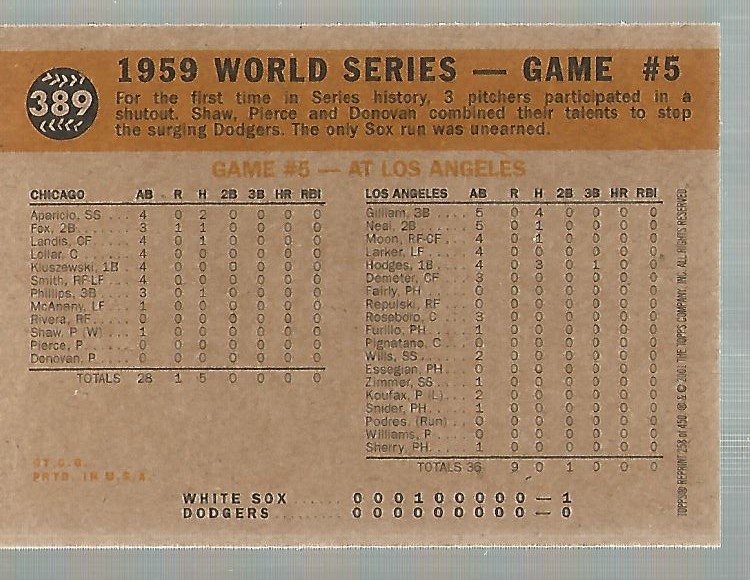 389
1959 WORLD SERIES — GAME #5
For the first time in Series history, 3 pitchers participated in a
shutout. Shaw, Pierce and Donovan combined their talents to stop
the surging Dodgers. The only Sox run was unearned.
GAME #5 — AT LOS ANGELES
CHICAGO AB R H 2B 3B HR RBI
Aparicio, SS .... 4 0 2 0 0 0 0
Fox, 2B ........ 3 1 1 0 0 0 0
Landis, CF ..... 4 0 1 0 0 0 0
Lollar, C ....... 4 0 0 0 0 0 0
Kluszewski, 1B . 4 0 0 0 0 0 0
Smith, RF-LF ... 4 0 0 0 0 0 0
Phillips, 3B .... 3 0 1 0 0 0 0
McAnany, LF ... 1 0 0 0 0 0 0
Rivera, RF ..... 0 0 0 0 0 0 0
Shaw, P (W) .... 1 0 0 0 0 0 0
Pierce, P ....... 0 0 0 0 0 0 0
Donovan, P ..... 0 0 0 0 0 0 0
TOTALS 28 1 5 0 0 0 0
LOS ANGELES AB R H 2B 3B HR RBI
Gilliam, 3B ..... 5 0 4 0 0 0 0
Neal, 2B ....... 5 0 1 0 0 0 0
Moon, RF-CF ... 4 0 1 0 0 0 0
Larker, LF ...... 4 0 0 0 0 0 0
Hodges, 1B ..... 4 0 3 0 1 0 0
Demeter, CF .... 3 0 0 0 0 0 0
Fairly, PH ...... 0 0 0 0 0 0 0
Repulski, RF .... 0 0 0 0 0 0 0
Roseboro, C .... 3 0 0 0 0 0 0
Furillo, PH ...... 1 0 0 0 0 0 0
Pignatano, C .... 0 0 0 0 0 0 0
Wills, SS ....... 2 0 0 0 0 0 0
Essegian, PH .... 0 0 0 0 0 0 0
Zimmer, SS ..... 1 0 0 0 0 0 0
Koufax, P (L) ... 2 0 0 0 0 0 0
Snider, PH ...... 1 0 0 0 0 0 0
Podres, (Run) ... 0 0 0 0 0 0 0
Williams, P ..... 0 0 0 0 0 0 0
Sherry, PH ...... 1 0 0 0 0 0 0
TOTALS 36 9 0 1 0 0 0
©T.C.G.
PRTD. IN U.S.A.
WHITE SOX ...... 0 0 0 1 0 0 0 0 0 — 1
DODGERS ........ 0 0 0 0 0 0 0 0 0 — 0
TOPPS® REPRINT 258 of 450. ® & © 2001 THE TOPPS COMPANY, INC. ALL RIGHTS RESERVED.